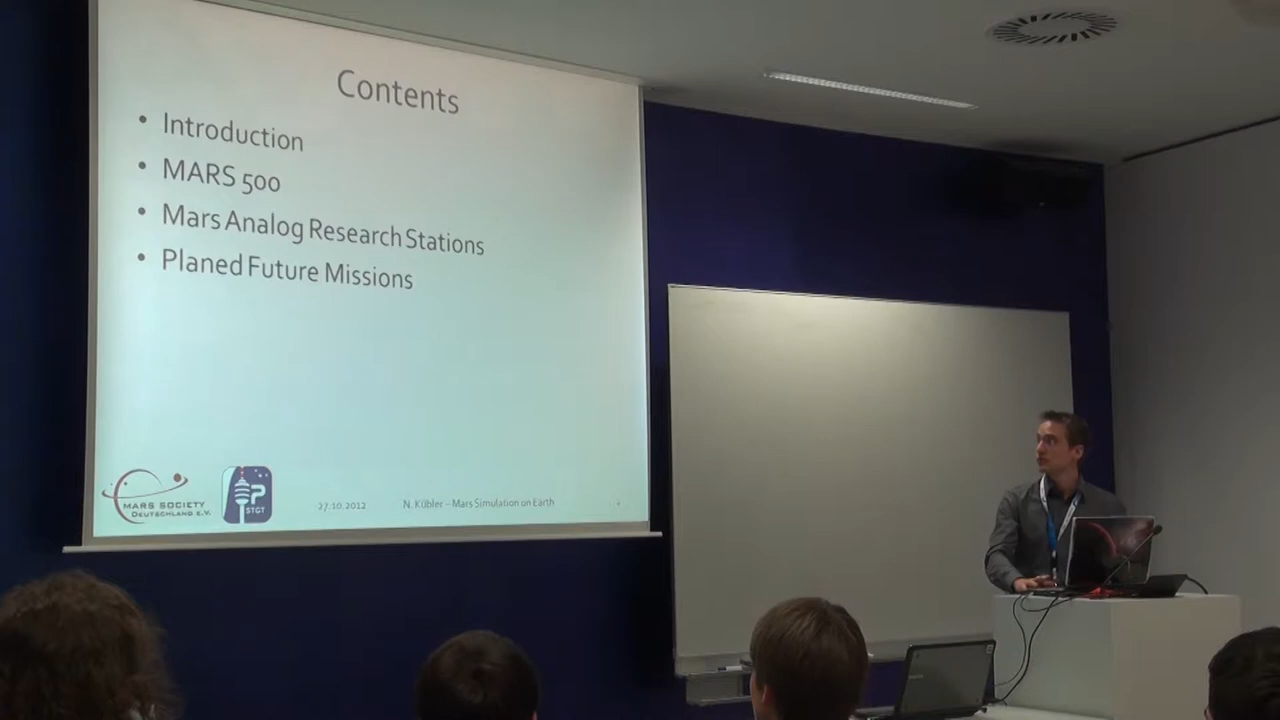 Contents
• Introduction
• MARS 500
• Mars Analog Research Stations
• Planed Future Missions
MARS SOCIETY
DEUTSCHLAND E.V.
P
STGT
27.10.2012
N. Kübler – Mars Simulation on Earth